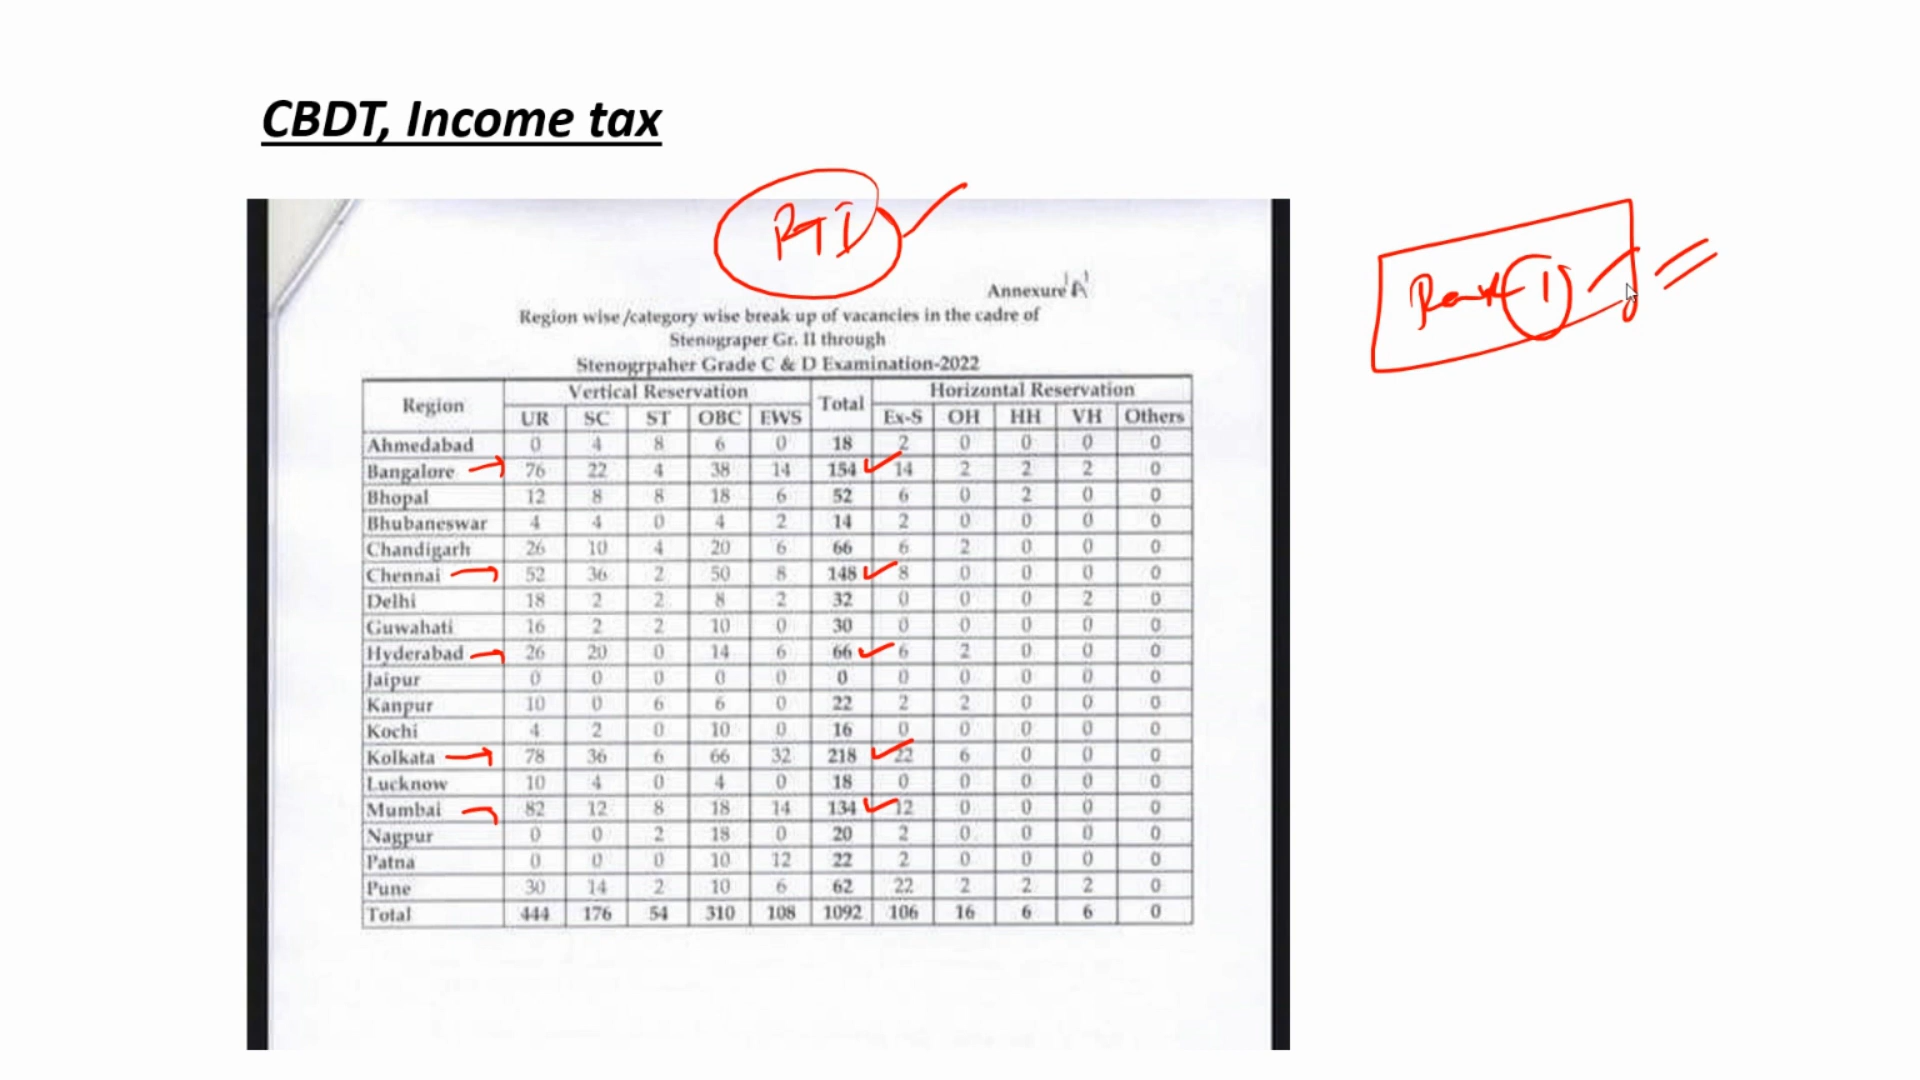 CBDT, Income tax
RTI
Annexure 'A'
Rank 1
Region wise/category wise break up of vacancies in the cadre of
Stenograper Gr. II through
Stenogrpaher Grade C & D Examination-2022
Region Vertical Reservation Total Horizontal Reservation
UR SC ST OBC EWS Ex-S OH HH VH Others
Ahmedabad 0 4 8 6 0 18 2 0 0 0 0
Bangalore 76 22 4 38 14 154 14 2 2 2 0
Bhopal 12 8 8 18 6 52 6 0 2 0 0
Bhubaneswar 4 4 0 4 2 14 2 0 0 0 0
Chandigarh 26 10 4 20 6 66 6 2 0 0 0
Chennai 52 36 2 50 8 148 8 0 0 0 0
Delhi 18 2 2 8 2 32 0 0 0 2 0
Guwahati 16 2 2 10 0 30 0 0 0 0 0
Hyderabad 26 20 0 14 6 66 6 2 0 0 0
Jaipur 0 0 0 0 0 0 0 0 0 0 0
Kanpur 10 0 6 6 0 22 2 2 0 0 0
Kochi 4 2 0 10 0 16 0 0 0 0 0
Kolkata 78 36 6 66 32 218 22 6 0 0 0
Lucknow 10 4 0 4 0 18 0 0 0 0 0
Mumbai 82 12 8 18 14 134 12 0 0 0 0
Nagpur 0 0 2 18 0 20 2 0 0 0 0
Patna 0 0 0 10 12 22 2 0 0 0 0
Pune 30 14 2 10 6 62 22 2 2 2 0
Total 444 176 54 310 108 1092 106 16 6 6 0